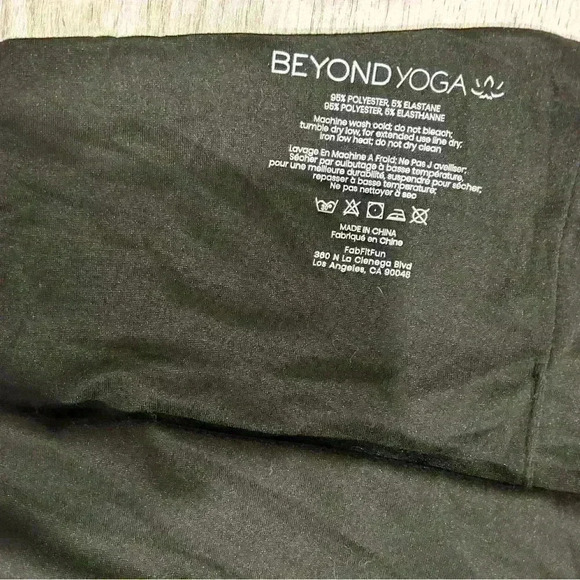 BEYOND YOGA
95% POLYESTER, 5% ELASTANE
95% POLYESTER, 5% ELASTHANNE
Machine wash cold; do not bleach;
tumble dry low, for extended use line dry;
iron low heat; do not dry clean
Lavage En Machine A Froid; Ne Pas J avelliser;
Sécher par culbutage à basse température,
pour une meilleure durabilité, suspendre pour sécher;
repasser à basse température;
Ne pas nettoyer à sec
MADE IN CHINA
Fabriqué en Chine
FabFitFun
360 N La Cienega Blvd
Los Angeles, CA 90048